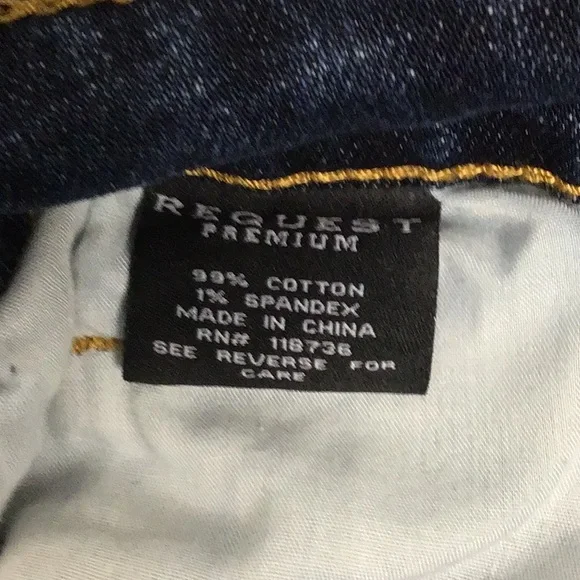 REQUEST
PREMIUM
99% COTTON
1% SPANDEX
MADE IN CHINA
RN# 118736
SEE REVERSE FOR
CARE